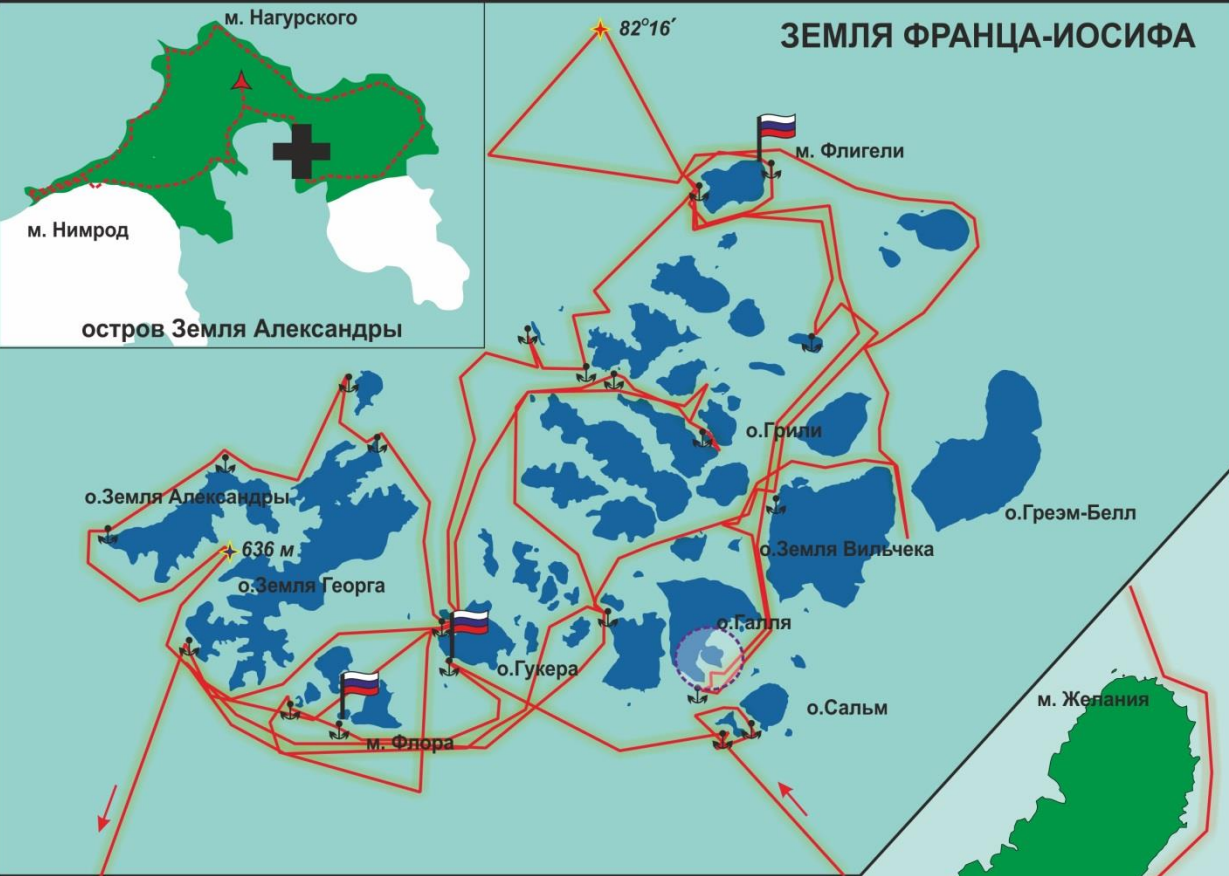 м. Нагурского
м. Нимрод
остров Земля Александры
82°16′
ЗЕМЛЯ ФРАНЦА-ИОСИФА
м. Флигели
о.Грили
о.Земля Александры
о.Греэм-Белл
636 м
о.Земля Вильчека
о.Земля Георга
о.Галля
о.Гукера
м. Желания
о.Сальм
м. Флора